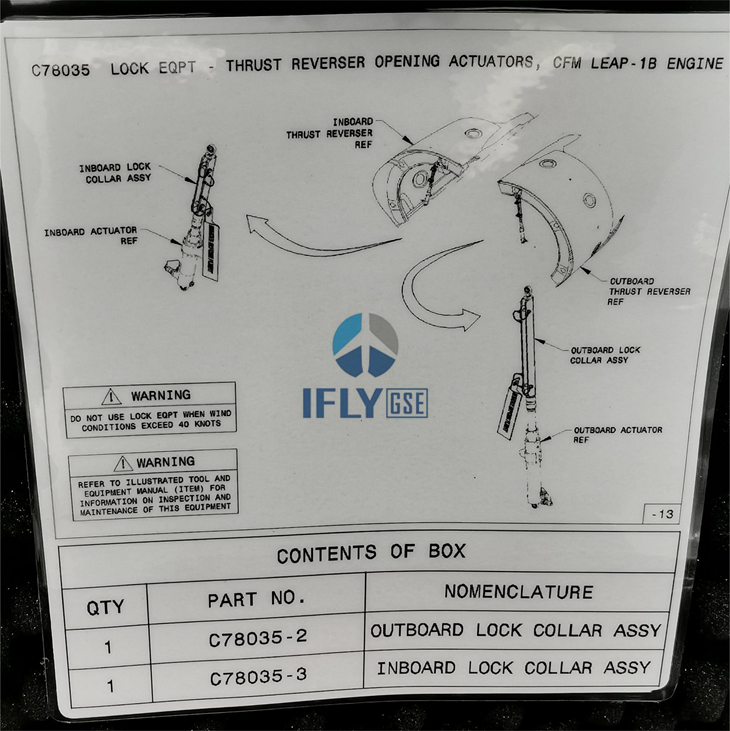 C78035 LOCK EQPT - THRUST REVERSER OPENING ACTUATORS, CFM LEAP-1B ENGINE
INBOARD
THRUST REVERSER
REF
INBOARD LOCK
COLLAR ASSY
INBOARD ACTUATOR
REF
OUTBOARD
THRUST REVERSER
REF
OUTBOARD LOCK
COLLAR ASSY
OUTBOARD ACTUATOR
REF
IFLY GSE
WARNING
DO NOT USE LOCK EQPT WHEN WIND
CONDITIONS EXCEED 40 KNOTS
WARNING
REFER TO ILLUSTRATED TOOL AND
EQUIPMENT MANUAL (ITEM) FOR
INFORMATION ON INSPECTION AND
MAINTENANCE OF THIS EQUIPMENT
-13
CONTENTS OF BOX
QTY PART NO. NOMENCLATURE
1 C78035-2 OUTBOARD LOCK COLLAR ASSY
1 C78035-3 INBOARD LOCK COLLAR ASSY